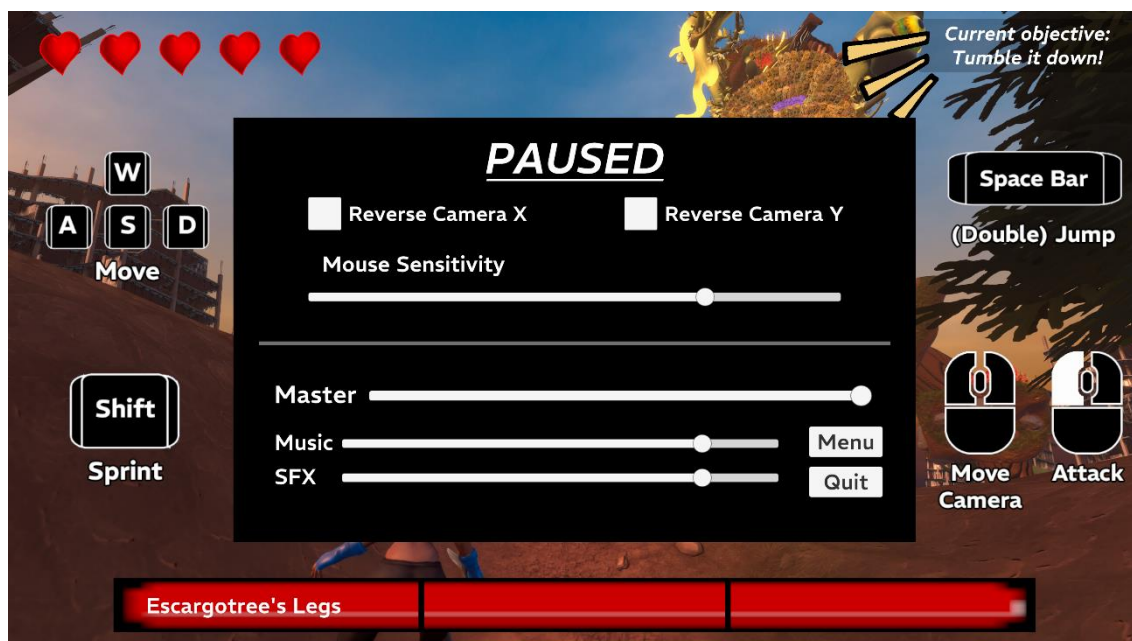 Current objective:
Tumble it down!
PAUSED
W
A S D
Move
Reverse Camera X
Reverse Camera Y
Space Bar
(Double) Jump
Mouse Sensitivity
Shift
Sprint
Master
Music
SFX
Menu
Quit
Move
Camera
Attack
Escargotree's Legs